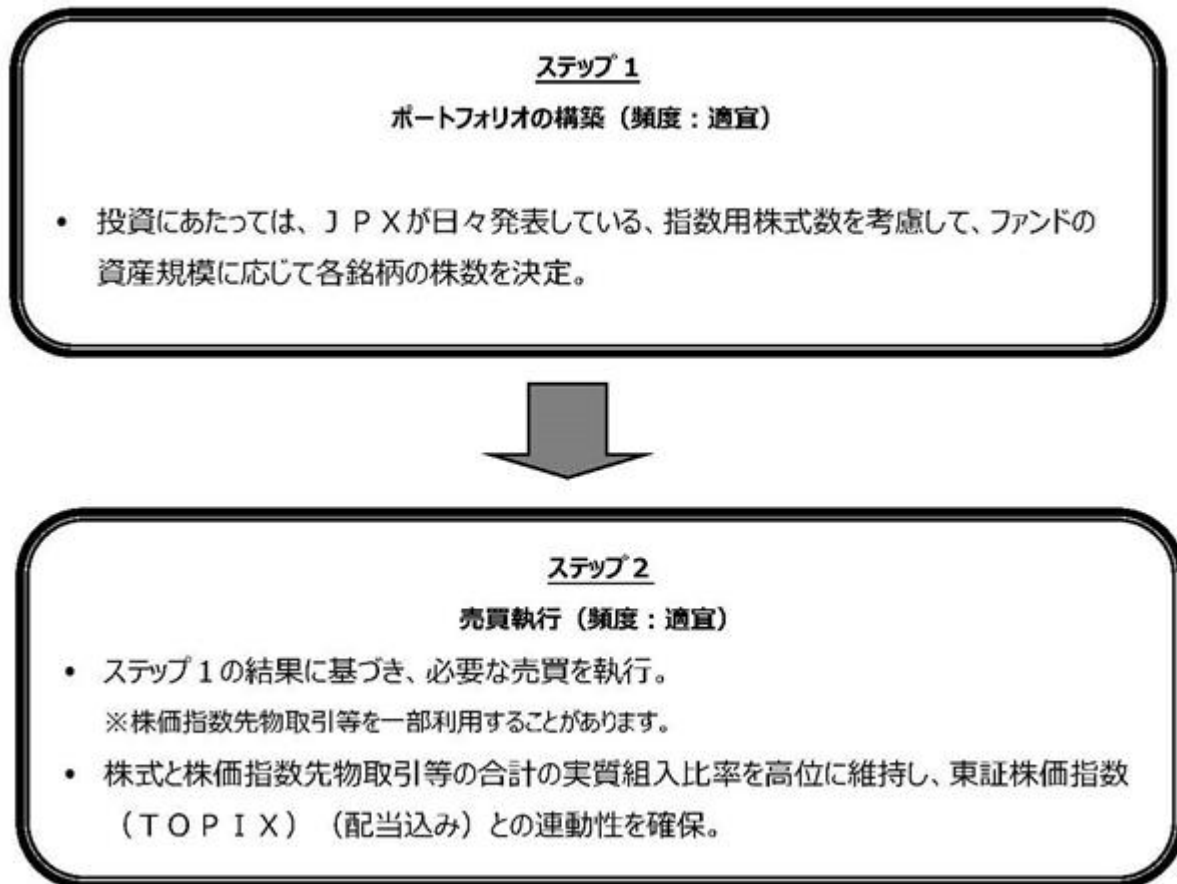 ステップ1
ポートフォリオの構築（頻度：適宜）
• 投資にあたっては、ＪＰＸが日々発表している、指数用株式数を考慮して、ファンドの
資産規模に応じて各銘柄の株数を決定。
ステップ2
売買執行（頻度：適宜）
• ステップ1の結果に基づき、必要な売買を執行。
※株価指数先物取引等を一部利用することがあります。
• 株式と株価指数先物取引等の合計の実質組入比率を高位に維持し、東証株価指数
（ＴＯＰＩＸ）（配当込み）との連動性を確保。